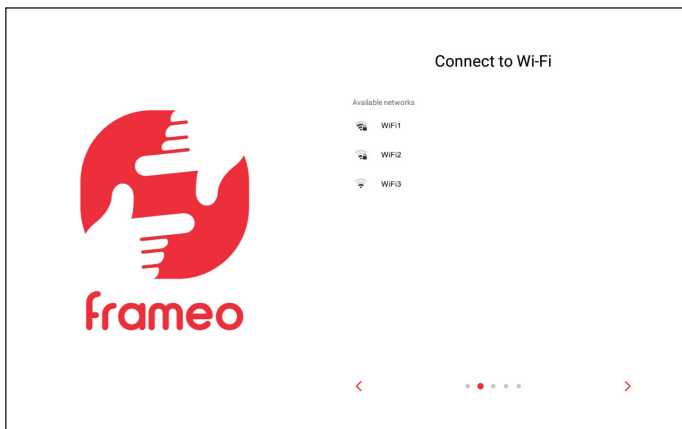 Connect to Wi-Fi
Available networks
WiFi1
WiFi2
WiFi3
frameo